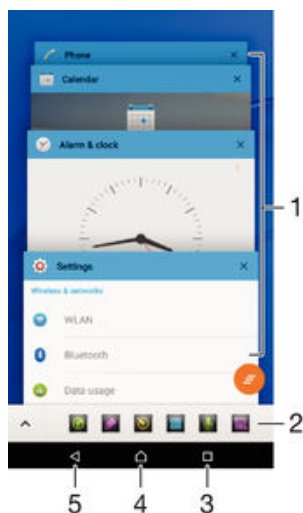 Phone
Calendar
Alarm & clock
Settings
Wireless & networks
WLAN
Bluetooth
Data usage
1
2
5
4
3